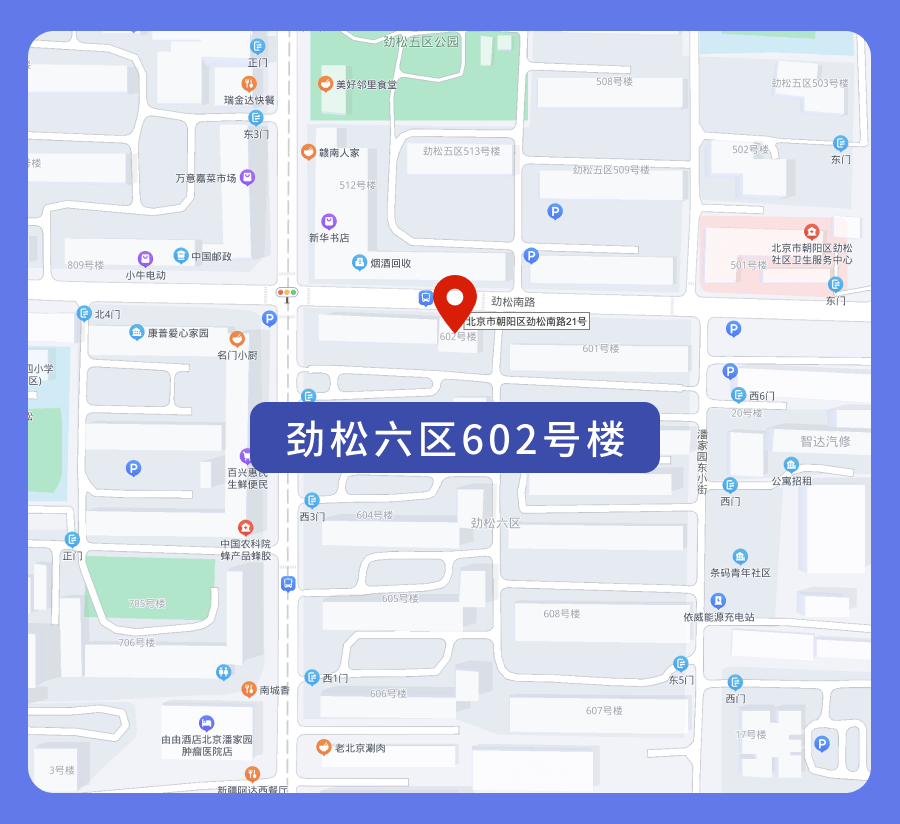 劲松五区公园
正门
美好邻里食堂
508号楼
劲松五区503号楼
瑞金达快餐
东3门
赣南人家
劲松五区513号楼
502号楼
东门
号楼
万意嘉菜市场
512号楼
劲松五区509号楼
新华书店
北京市朝阳区劲松
社区卫生服务中心
中国邮政
烟酒回收
809号楼
小牛电动
501号楼
东门
劲松南路
北4门
北京市朝阳区劲松南路21号
康普爱心家园
602号楼
名门小厨
601号楼
四小学
区)
西6门
20号楼
劲松六区602号楼
潘家园东小街
智达汽修
百兴惠民
生鲜便民
公寓招租
西门
西3门
604号楼
劲松六区
正门
中国农科院
蜂产品蜂胶
条码青年社区
705号楼
605号楼
608号楼
依威能源充电站
706号楼
西1门
东5门
南城香
606号楼
西门
607号楼
由由酒店北京潘家园
肿瘤医院店
老北京涮肉
17号楼
3号楼
新疆阿达西餐厅